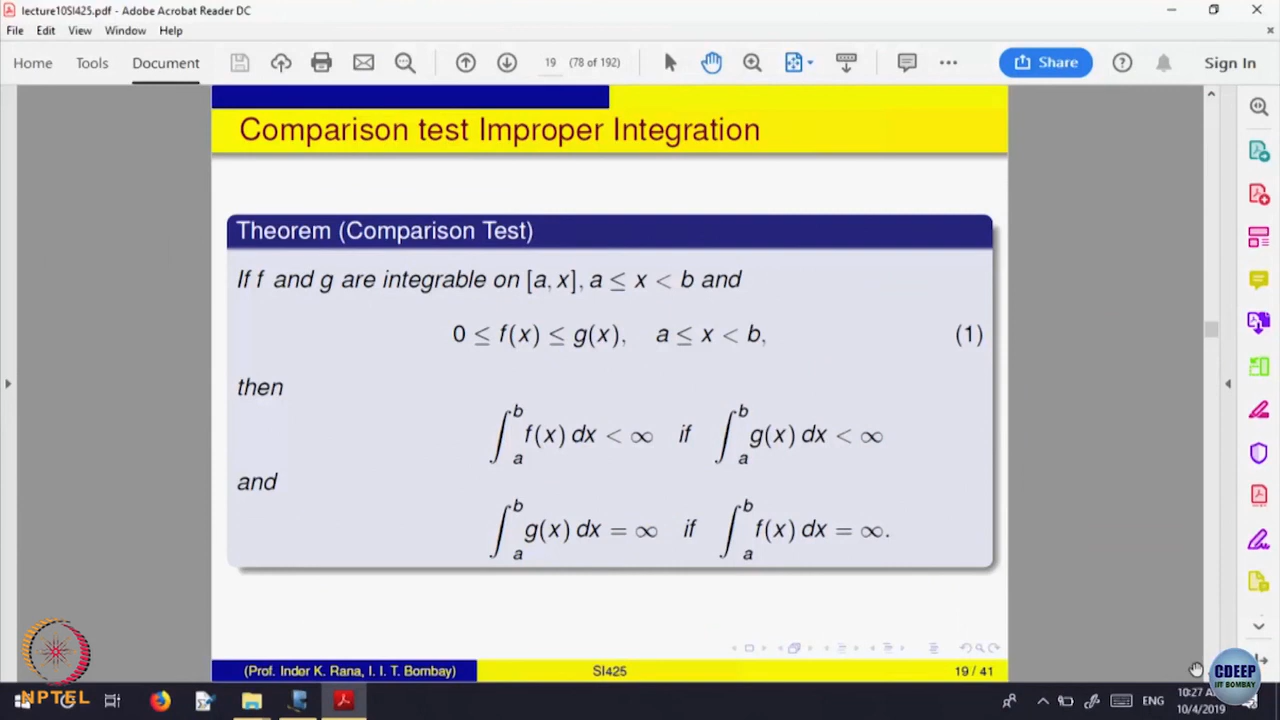 lecture10SI425.pdf - Adobe Acrobat Reader DC
File Edit View Window Help
Home Tools Document 19 (78 of 192) Share Sign In
Comparison test Improper Integration
Theorem (Comparison Test)
If f and g are integrable on [a, x], a ≤ x < b and
0 ≤ f(x) ≤ g(x), a ≤ x < b, (1)
then
∫_a^b f(x) dx < ∞ if ∫_a^b g(x) dx < ∞
and
∫_a^b g(x) dx = ∞ if ∫_a^b f(x) dx = ∞.
(Prof. Inder K. Rana, I. I. T. Bombay) SI425 19 / 41
NPTEL
CDEEP
IIT BOMBAY
ENG
10:27 A
10/4/2019